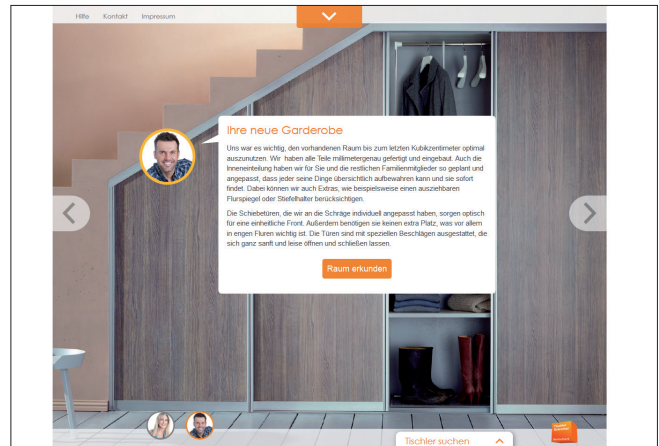 Hilfe Kontakt Impressum
Ihre neue Garderobe
Uns war es wichtig, den vorhandenen Raum bis zum letzten Kubikzentimeter optimal
auszunutzen. Wir haben alle Teile millimetergenau gefertigt und eingebaut. Auch die
Inneneinteilung haben wir für Sie und die restlichen Familienmitglieder so geplant und
angepasst, dass jeder seine Dinge übersichtlich aufbewahren kann und sie sofort
findet. Dabei können wir auch Extras, wie beispielsweise einen ausziehbaren
Flurspiegel oder Stiefelhalter berücksichtigen.
Die Schiebetüren, die wir an die Schräge individuell angepasst haben, sorgen optisch
für eine einheitliche Front. Außerdem benötigen sie keinen extra Platz, was vor allem
in engen Fluren wichtig ist. Die Türen sind mit speziellen Beschlägen ausgestattet, die
sich ganz sanft und leise öffnen und schließen lassen.
Raum erkunden
Tischler suchen